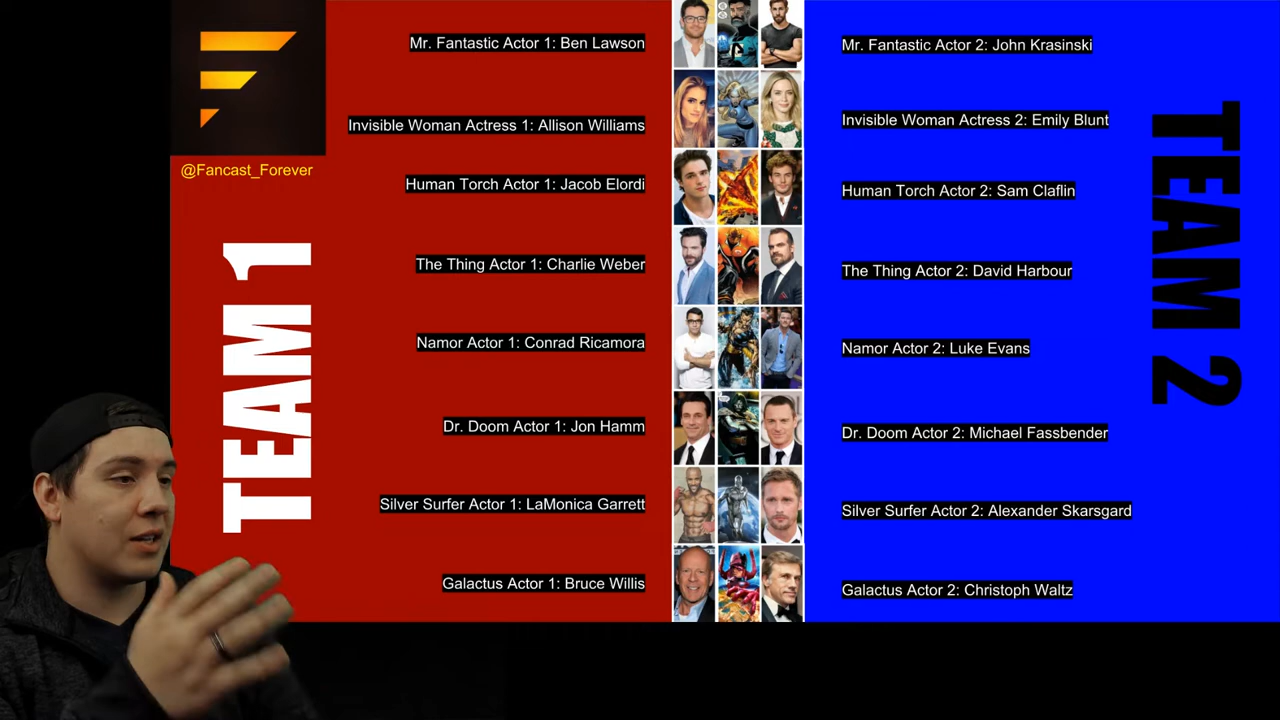 @Fancast_Forever
TEAM 1
Mr. Fantastic Actor 1: Ben Lawson
Invisible Woman Actress 1: Allison Williams
Human Torch Actor 1: Jacob Elordi
The Thing Actor 1: Charlie Weber
Namor Actor 1: Conrad Ricamora
Dr. Doom Actor 1: Jon Hamm
Silver Surfer Actor 1: LaMonica Garrett
Galactus Actor 1: Bruce Willis
Mr. Fantastic Actor 2: John Krasinski
Invisible Woman Actress 2: Emily Blunt
Human Torch Actor 2: Sam Claflin
The Thing Actor 2: David Harbour
Namor Actor 2: Luke Evans
Dr. Doom Actor 2: Michael Fassbender
Silver Surfer Actor 2: Alexander Skarsgard
Galactus Actor 2: Christoph Waltz
TEAM 2